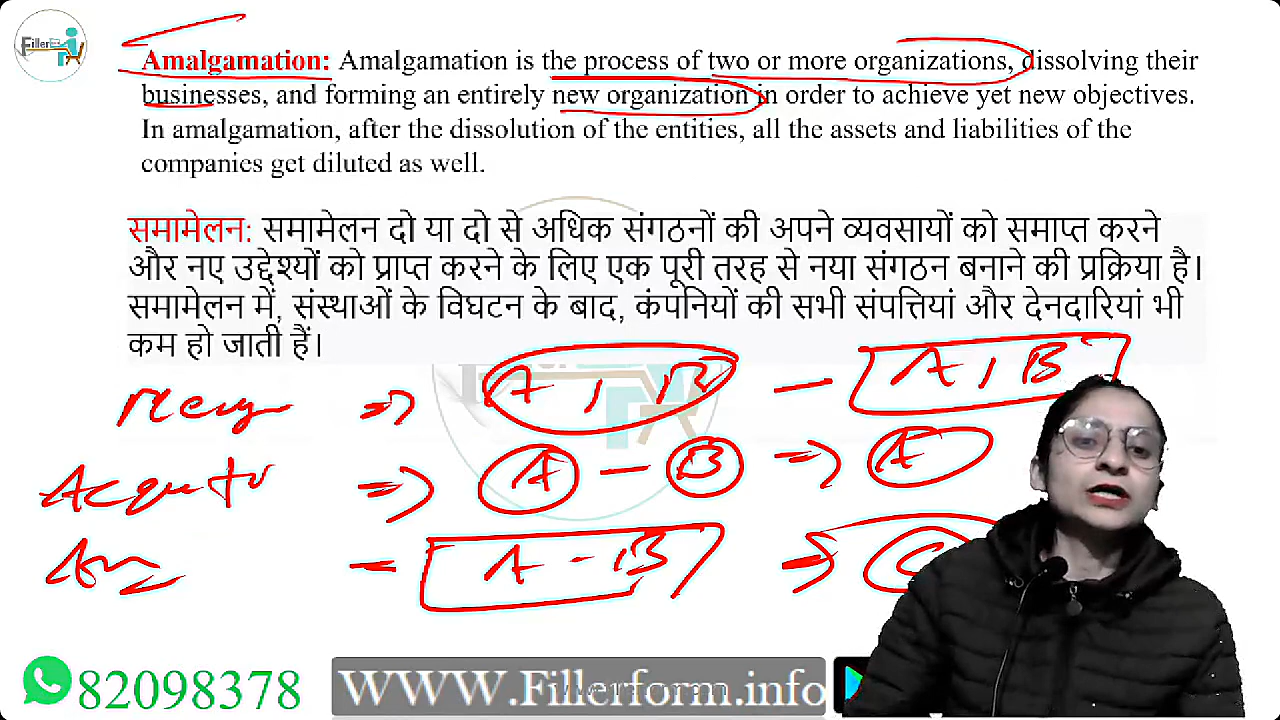 Fillerform
Amalgamation: Amalgamation is the process of two or more organizations, dissolving their
businesses, and forming an entirely new organization in order to achieve yet new objectives.
In amalgamation, after the dissolution of the entities, all the assets and liabilities of the
companies get diluted as well.
समामेलन: समामेलन दो या दो से अधिक संगठनों की अपने व्यवसायों को समाप्त करने
और नए उद्देश्यों को प्राप्त करने के लिए एक पूरी तरह से नया संगठन बनाने की प्रक्रिया है।
समामेलन में, संस्थाओं के विघटन के बाद, कंपनियों की सभी संपत्तियां और देनदारियां भी
कम हो जाती हैं।
⇒ A, B - A, B
⇒ A - B ⇒ A
- A - B ⇒ C
82098378 WWW.Fillerform.info